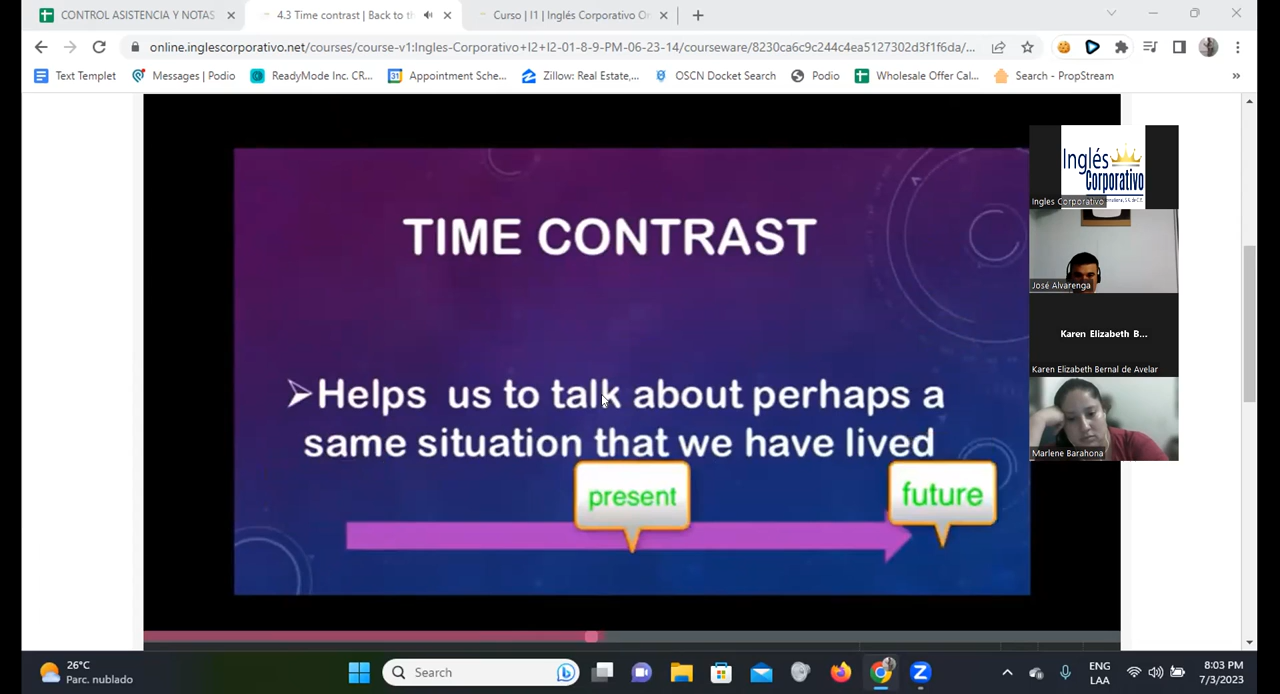 CONTROL ASISTENCIA Y NOTAS
4.3 Time contrast | Back to th
Curso | I1 | Inglés Corporativo On
online.inglescorporativo.net/courses/course-v1:Ingles-Corporativo+I2+I2-01-8-9-PM-06-23-14/courseware/8230ca6c9c244c4ea5127302d3f1f6da/...
Text Templet
Messages | Podio
ReadyMode Inc. CR...
31
Appointment Sche...
Zillow: Real Estate,...
OSCN Docket Search
Podio
Wholesale Offer Cal...
Search - PropStream
»
TIME CONTRAST
Helps us to talk about perhaps a
same situation that we have lived
present
future
Inglés
Corporativo
Ingles Corporativo
José Alvarenga
Karen Elizabeth B...
Karen Elizabeth Bernal de Avelar
Marlene Barahona
26°C
Parc. nublado
Search
ENG
LAA
8:03 PM
7/3/2023